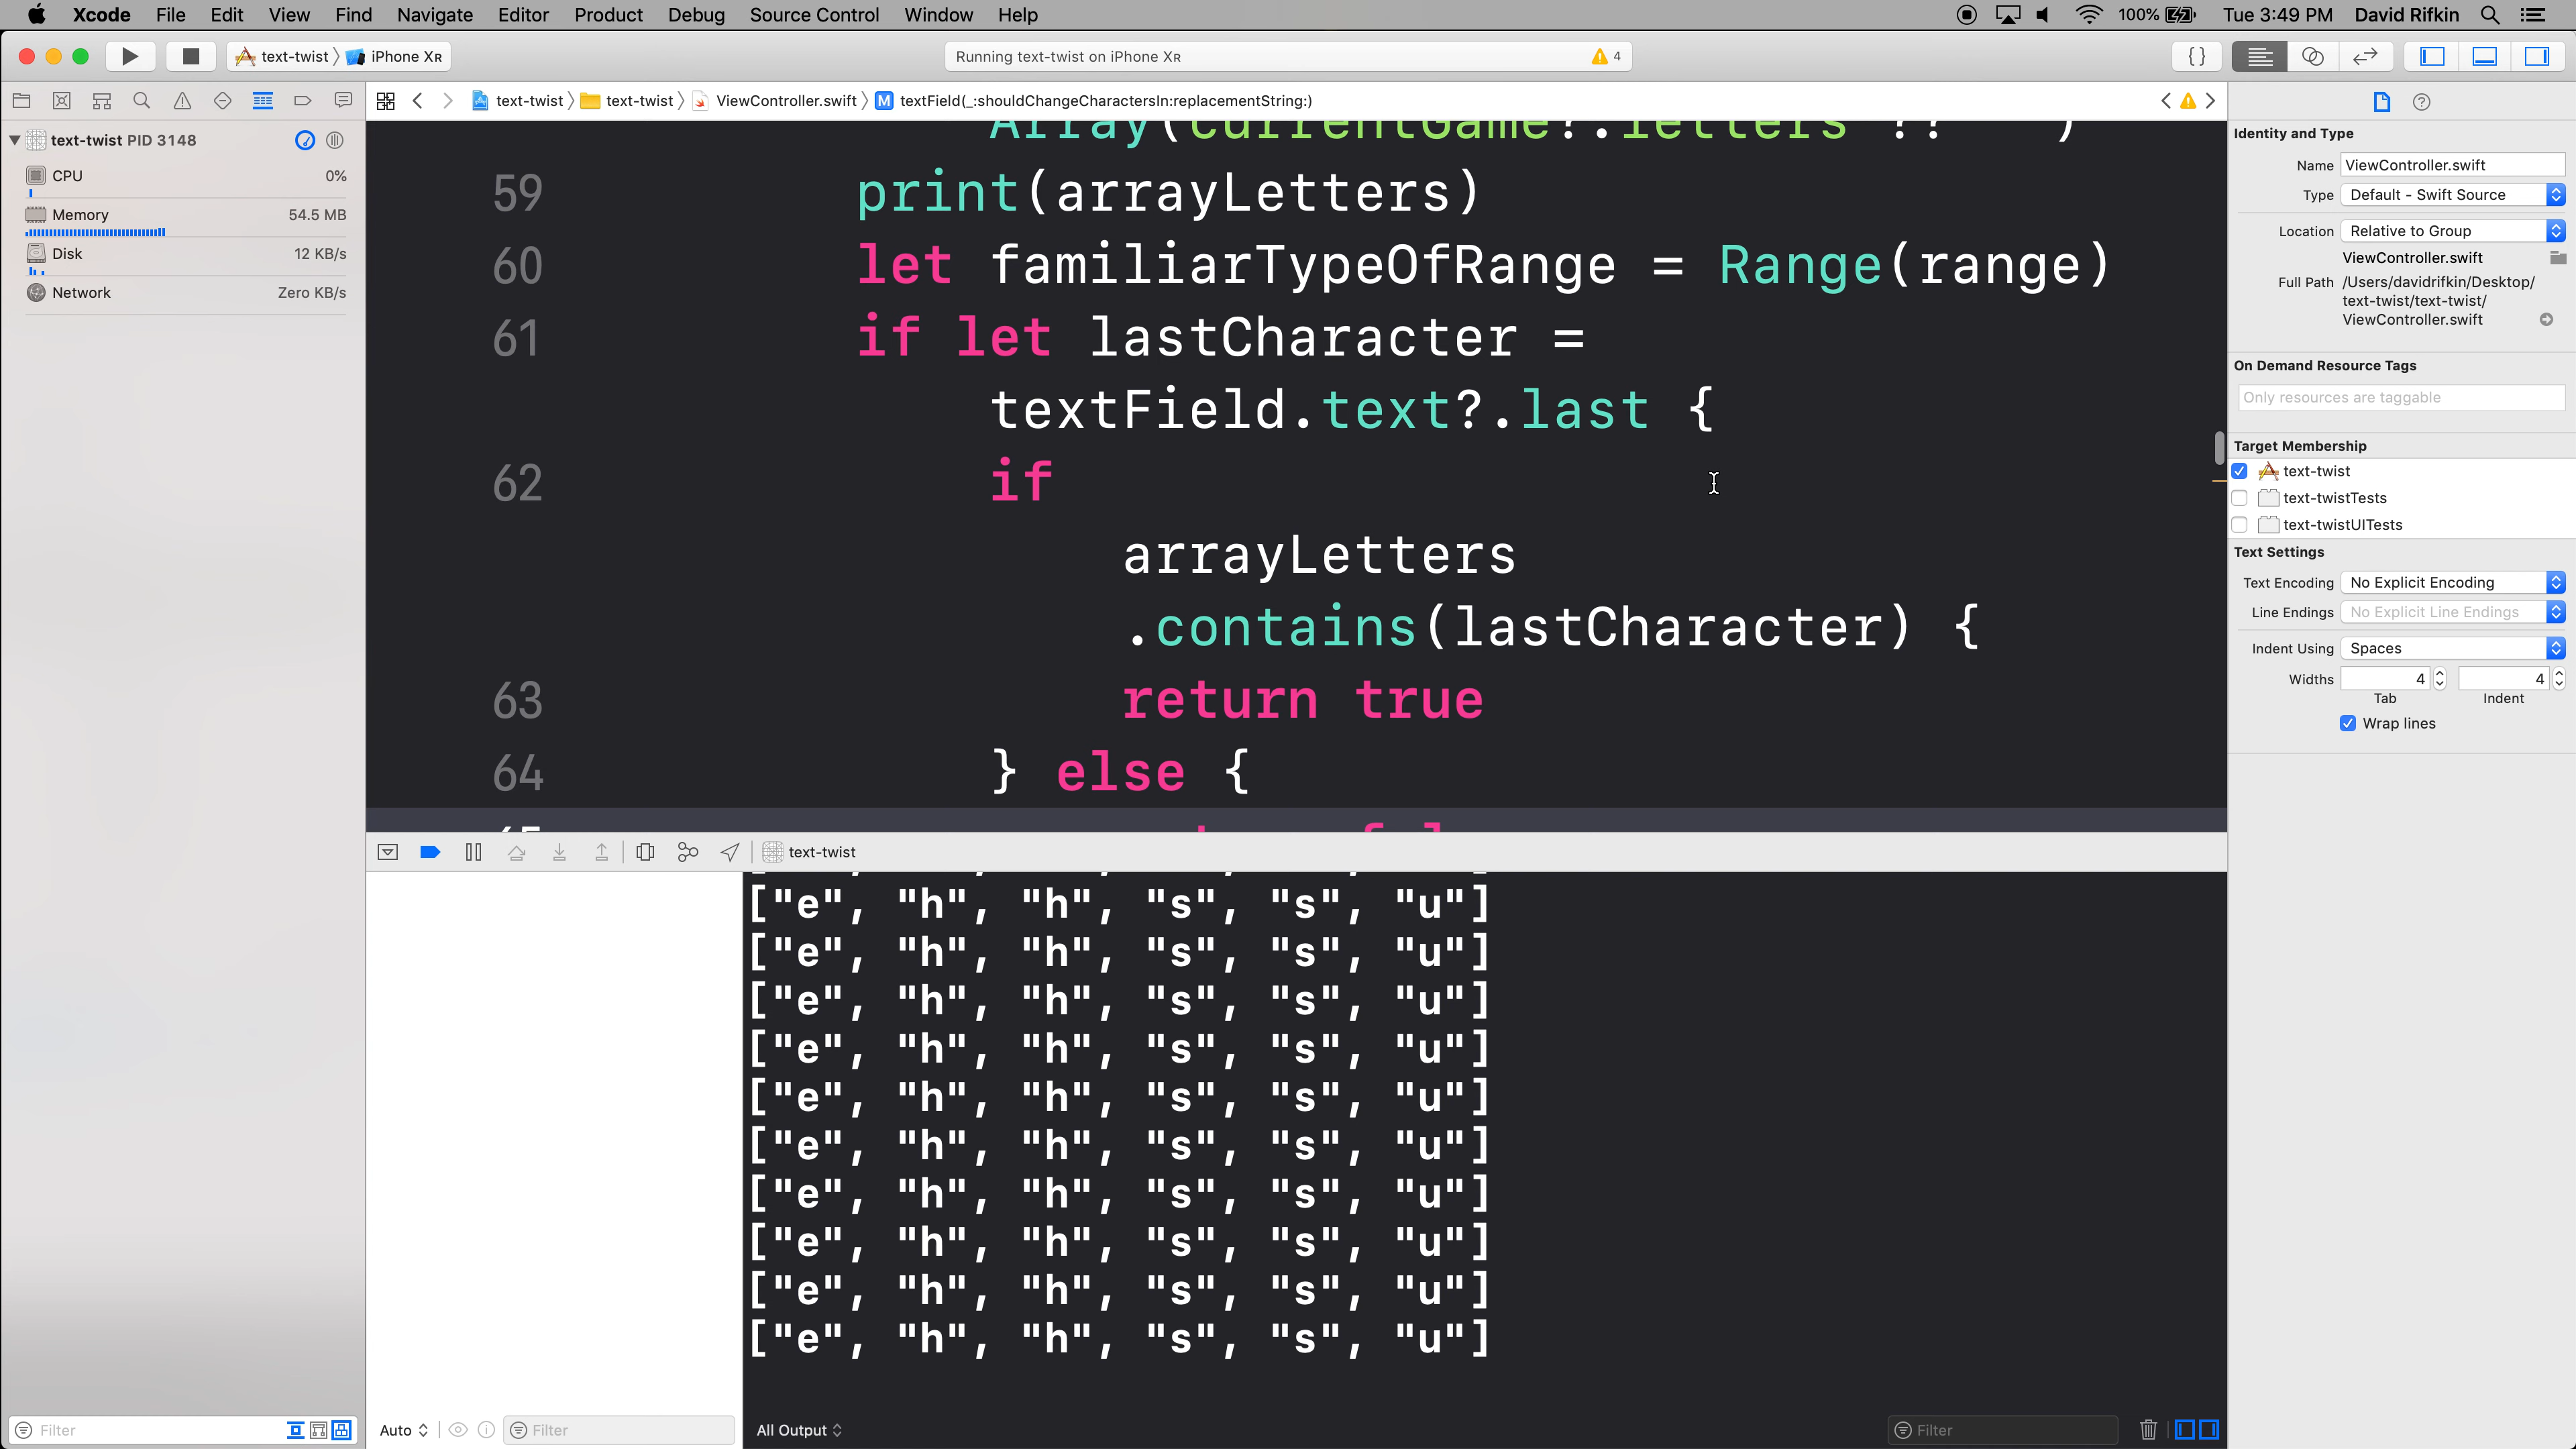 Xcode File Edit View Find Navigate Editor Product Debug Source Control Window Help 100% Tue 3:49 PM David Rifkin
text-twist iPhone XR Running text-twist on iPhone XR 4 {}
text-twist text-twist ViewController.swift M textField(_:shouldChangeCharactersIn:replacementString:)
text-twist PID 3148
CPU 0%
Memory 54.5 MB
Disk 12 KB/s
Network Zero KB/s
Filter
Array(currentGame?.letters ?? )
59 print(arrayLetters)
60 let familiarTypeOfRange = Range(range)
61 if let lastCharacter =
textField.text?.last {
62 if
arrayLetters
.contains(lastCharacter) {
63 return true
64 } else {
text-twist
["e", "h", "h", "s", "s", "u"]
["e", "h", "h", "s", "s", "u"]
["e", "h", "h", "s", "s", "u"]
["e", "h", "h", "s", "s", "u"]
["e", "h", "h", "s", "s", "u"]
["e", "h", "h", "s", "s", "u"]
["e", "h", "h", "s", "s", "u"]
["e", "h", "h", "s", "s", "u"]
["e", "h", "h", "s", "s", "u"]
["e", "h", "h", "s", "s", "u"]
Auto Filter All Output Filter
Identity and Type
Name ViewController.swift
Type Default - Swift Source
Location Relative to Group
ViewController.swift
Full Path /Users/davidrifkin/Desktop/
text-twist/text-twist/
ViewController.swift
On Demand Resource Tags
Only resources are taggable
Target Membership
text-twist
text-twistTests
text-twistUITests
Text Settings
Text Encoding No Explicit Encoding
Line Endings No Explicit Line Endings
Indent Using Spaces
Widths 4 4
Tab Indent
Wrap lines